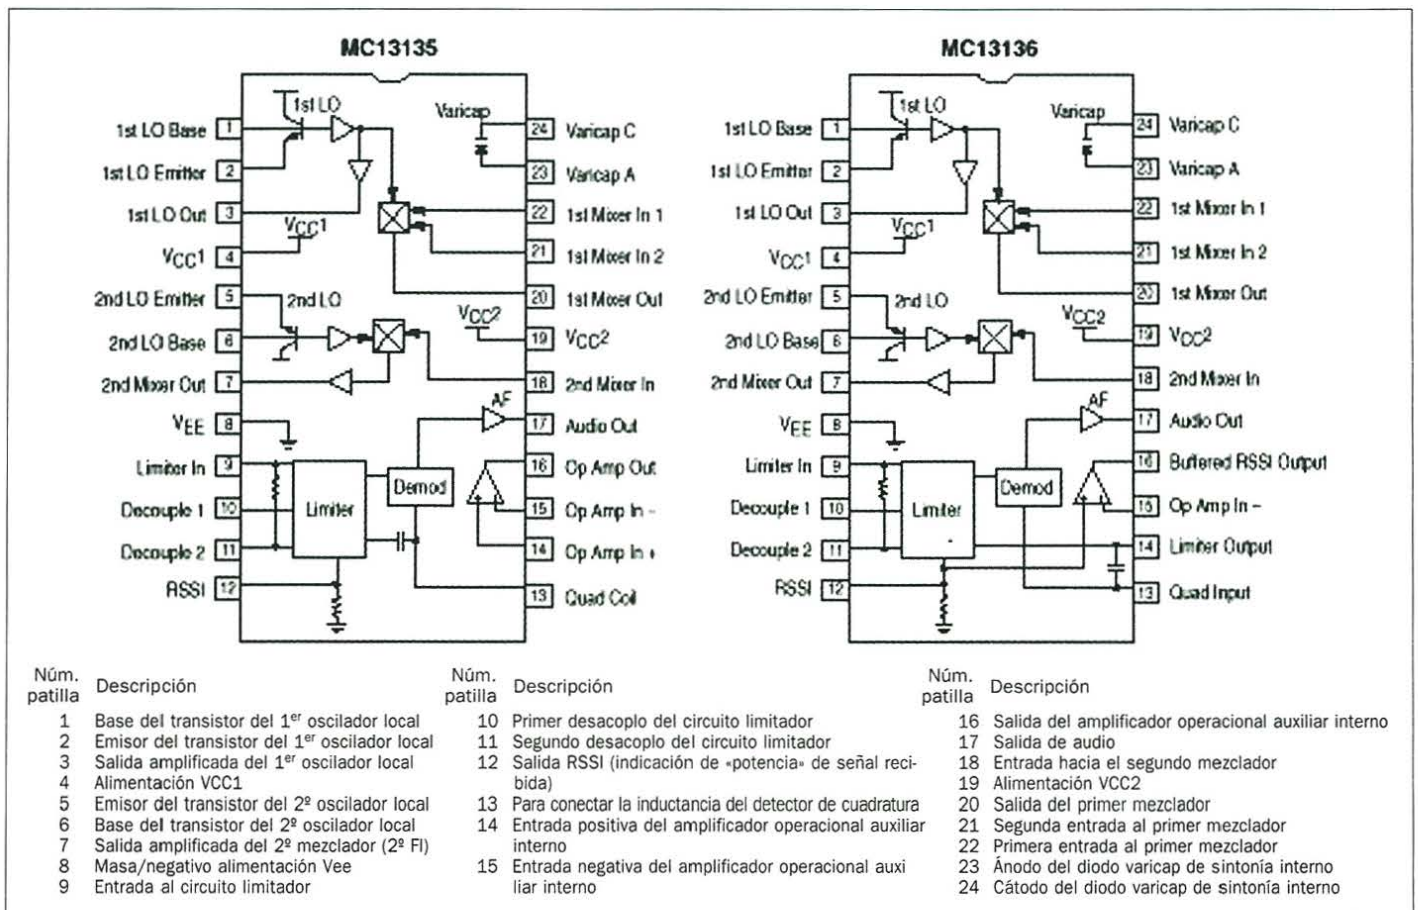 MC13135
1st LO
Varicap
1st LO Base 1
24 Varicap C
1st LO Emitter 2
23 Varicap A
1st LO Out 3
22 1st Mixer In 1
VCC1
VCC1 4
21 1st Mixer In 2
2nd LO Emitter 5
2nd LO
20 1st Mixer Out
VCC2
2nd LO Base 6
19 VCC2
2nd Mixer Out 7
18 2nd Mixer In
AF
VEE 8
17 Audio Out
Limiter In 9
16 Op Amp Out
Demod
Decouple 1 10
Limiter
15 Op Amp In –
Decouple 2 11
14 Op Amp In +
RSSI 12
13 Quad Coil
MC13136
1st LO
Varicap
1st LO Base 1
24 Varicap C
1st LO Emitter 2
23 Varicap A
1st LO Out 3
22 1st Mixer In 1
VCC1
VCC1 4
21 1st Mixer In 2
2nd LO Emitter 5
2nd LO
20 1st Mixer Out
VCC2
2nd LO Base 6
19 VCC2
2nd Mixer Out 7
18 2nd Mixer In
AF
VEE 8
17 Audio Out
Limiter In 9
16 Buffered RSSI Output
Demod
Decouple 1 10
Limiter
15 Op Amp In –
Decouple 2 11
14 Limiter Output
RSSI 12
13 Quad Input
Núm.
patilla Descripción
1 Base del transistor del 1er oscilador local
2 Emisor del transistor del 1er oscilador local
3 Salida amplificada del 1er oscilador local
4 Alimentación VCC1
5 Emisor del transistor del 2º oscilador local
6 Base del transistor del 2º oscilador local
7 Salida amplificada del 2º mezclador (2º FI)
8 Masa/negativo alimentación Vee
9 Entrada al circuito limitador
Núm.
patilla Descripción
10 Primer desacoplo del circuito limitador
11 Segundo desacoplo del circuito limitador
12 Salida RSSI (indicación de «potencia» de señal reci-
bida)
13 Para conectar la inductancia del detector de cuadratura
14 Entrada positiva del amplificador operacional auxiliar
interno
15 Entrada negativa del amplificador operacional auxi
liar interno
Núm.
patilla Descripción
16 Salida del amplificador operacional auxiliar interno
17 Salida de audio
18 Entrada hacia el segundo mezclador
19 Alimentación VCC2
20 Salida del primer mezclador
21 Segunda entrada al primer mezclador
22 Primera entrada al primer mezclador
23 Ánodo del diodo varicap de sintonía interno
24 Cátodo del diodo varicap de sintonía interno